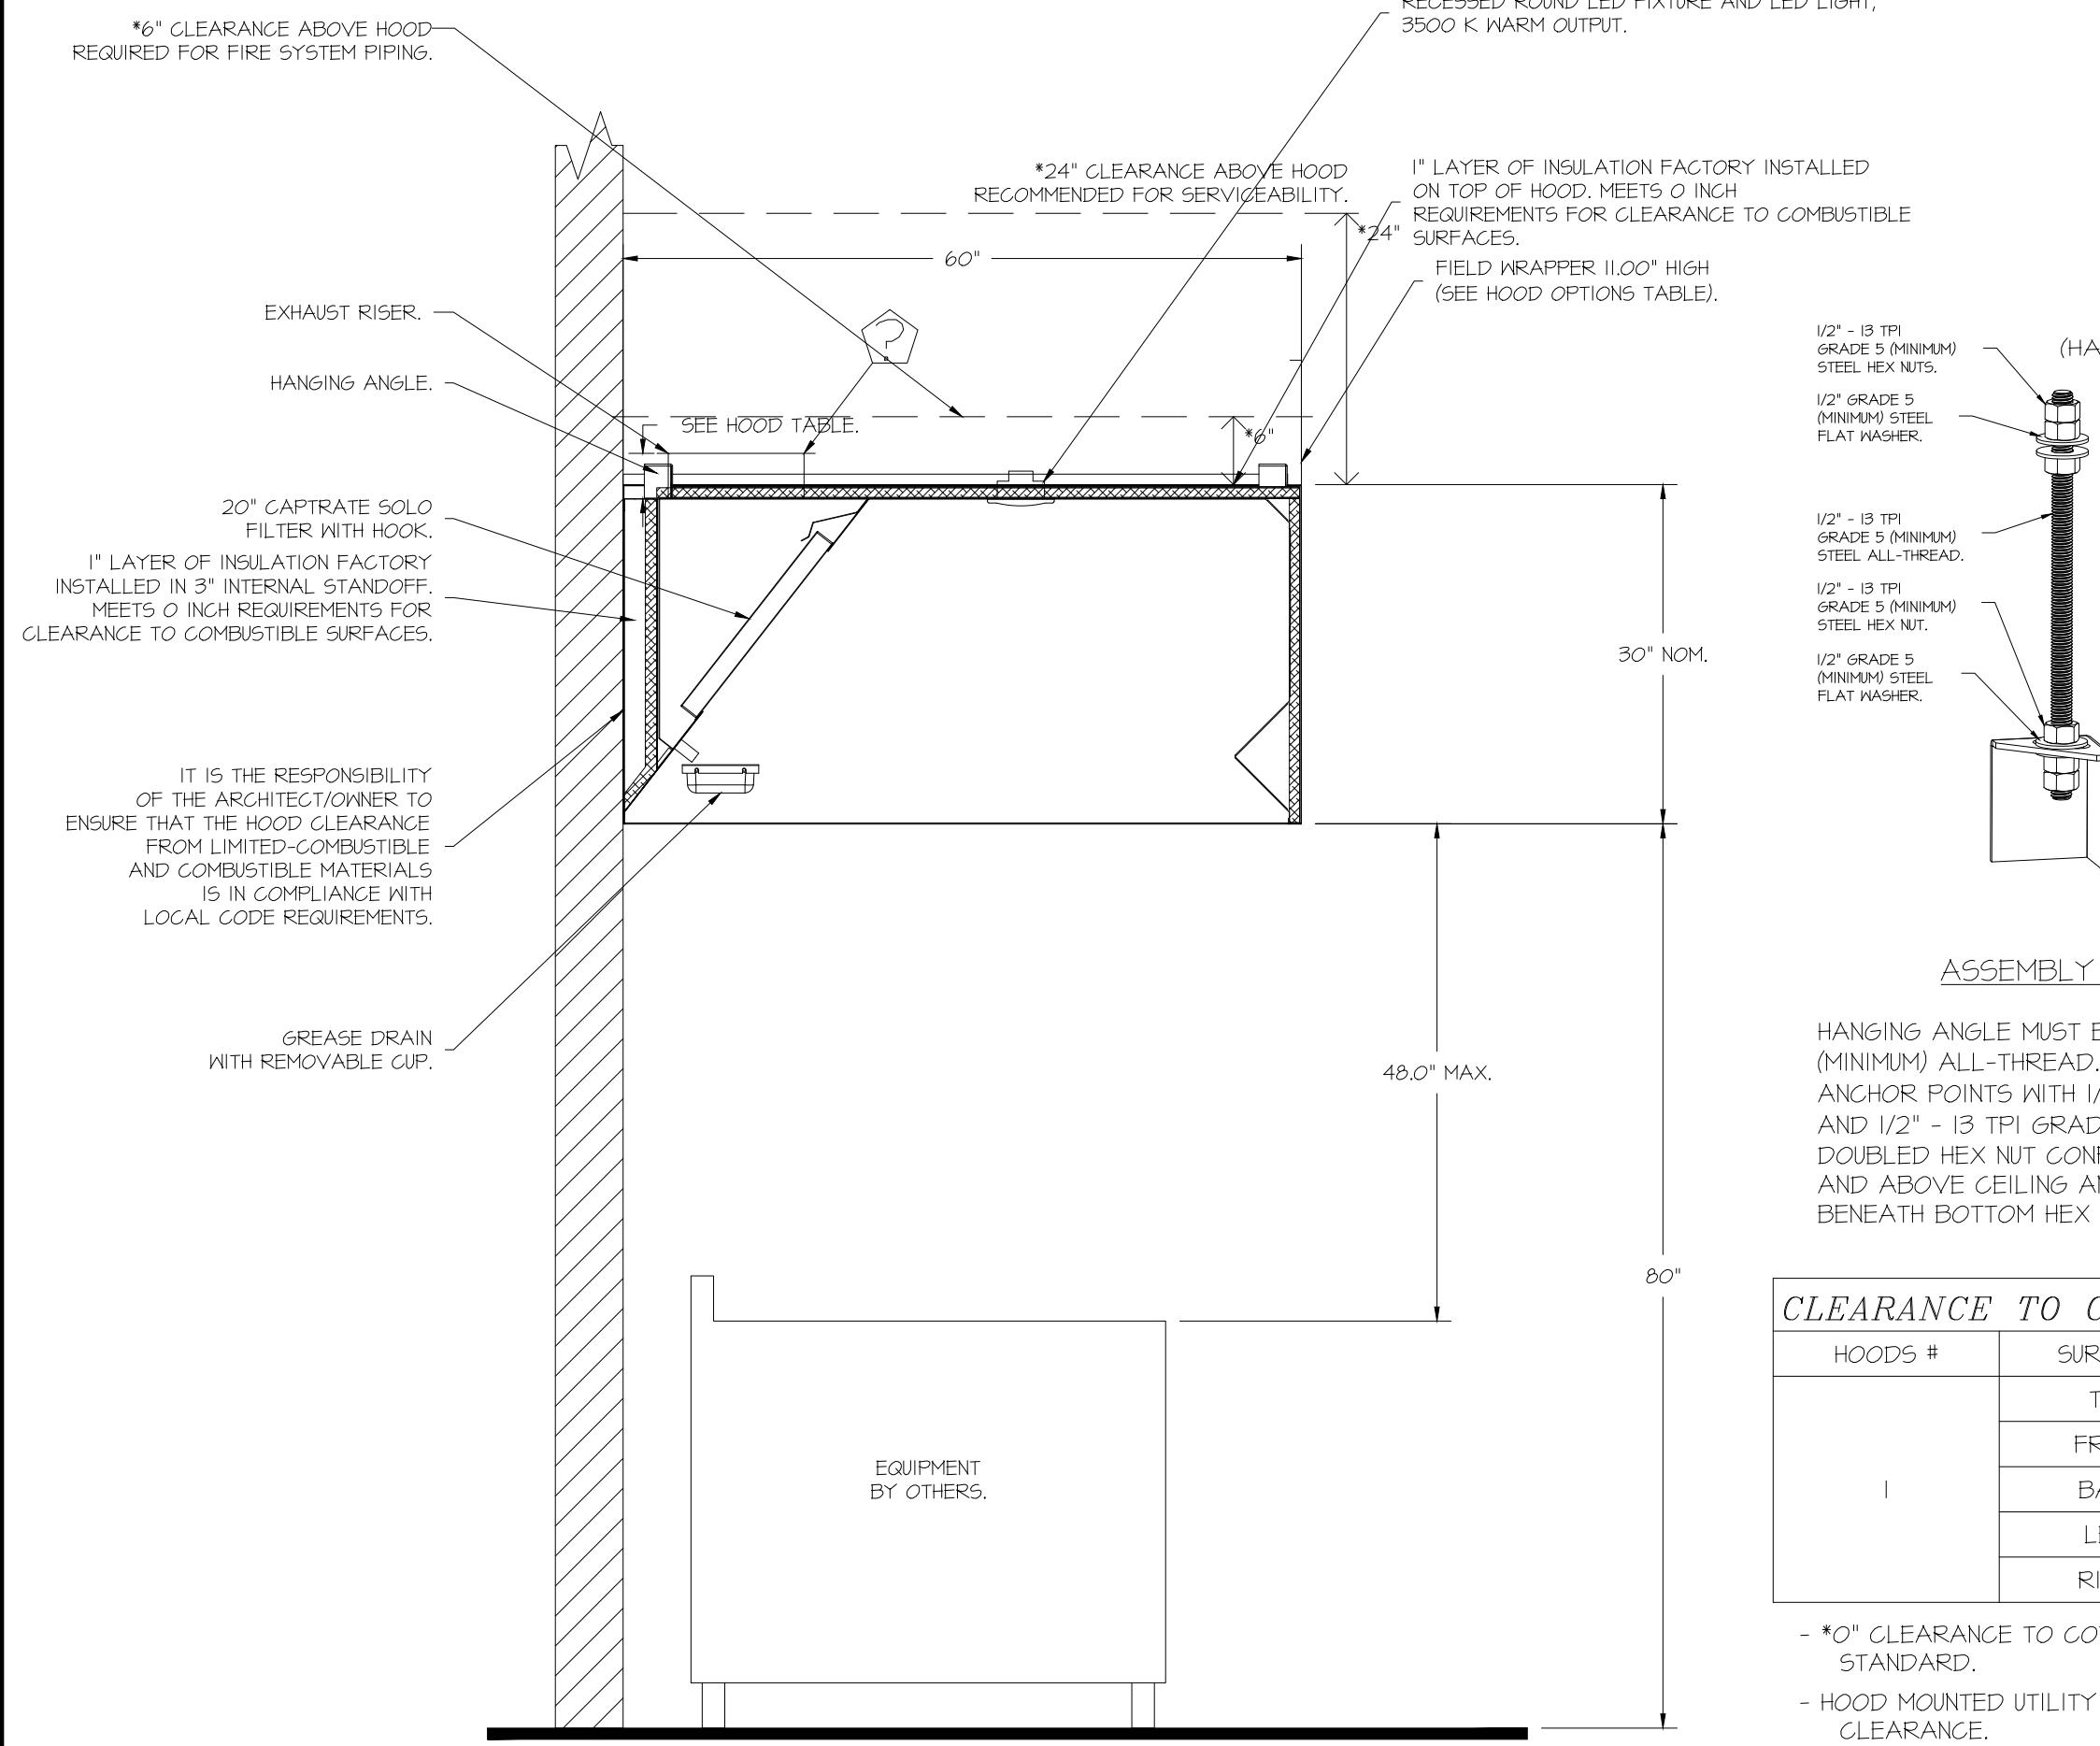 *6" CLEARANCE ABOVE HOOD
REQUIRED FOR FIRE SYSTEM PIPING.
RECESSED ROUND LED FIXTURE AND LED LIGHT,
3500 K WARM OUTPUT.
*24" CLEARANCE ABOVE HOOD
RECOMMENDED FOR SERVICEABILITY.
1" LAYER OF INSULATION FACTORY INSTALLED
ON TOP OF HOOD. MEETS 0 INCH
REQUIREMENTS FOR CLEARANCE TO COMBUSTIBLE
SURFACES.
*24"
60"
FIELD WRAPPER 11.00" HIGH
(SEE HOOD OPTIONS TABLE).
EXHAUST RISER.
?
HANGING ANGLE.
SEE HOOD TABLE.
*6"
20" CAPTRATE SOLO
FILTER WITH HOOK.
1" LAYER OF INSULATION FACTORY
INSTALLED IN 3" INTERNAL STANDOFF.
MEETS 0 INCH REQUIREMENTS FOR
CLEARANCE TO COMBUSTIBLE SURFACES.
30" NOM.
IT IS THE RESPONSIBILITY
OF THE ARCHITECT/OWNER TO
ENSURE THAT THE HOOD CLEARANCE
FROM LIMITED-COMBUSTIBLE
AND COMBUSTIBLE MATERIALS
IS IN COMPLIANCE WITH
LOCAL CODE REQUIREMENTS.
GREASE DRAIN
WITH REMOVABLE CUP.
48.0" MAX.
80"
EQUIPMENT
BY OTHERS.
(HA
1/2" - 13 TPI
GRADE 5 (MINIMUM)
STEEL HEX NUTS.
1/2" GRADE 5
(MINIMUM) STEEL
FLAT WASHER.
1/2" - 13 TPI
GRADE 5 (MINIMUM)
STEEL ALL-THREAD.
1/2" - 13 TPI
GRADE 5 (MINIMUM)
STEEL HEX NUT.
1/2" GRADE 5
(MINIMUM) STEEL
FLAT WASHER.
ASSEMBLY
HANGING ANGLE MUST
(MINIMUM) ALL-THREAD.
ANCHOR POINTS WITH 1/
AND 1/2" - 13 TPI GRAD
DOUBLED HEX NUT CON
AND ABOVE CEILING A
BENEATH BOTTOM HEX
CLEARANCE TO C
HOODS #
SUR
T
FR
1
BA
LE
RI
- *0" CLEARANCE TO CO
STANDARD.
- HOOD MOUNTED UTILITY
CLEARANCE.